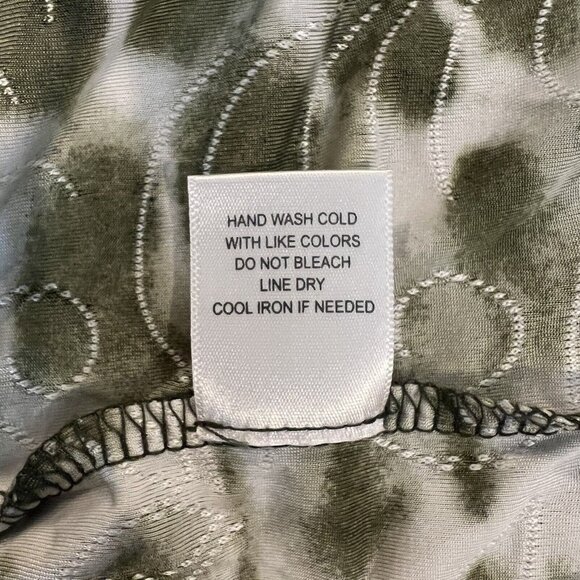 HAND WASH COLD
WITH LIKE COLORS
DO NOT BLEACH
LINE DRY
COOL IRON IF NEEDED